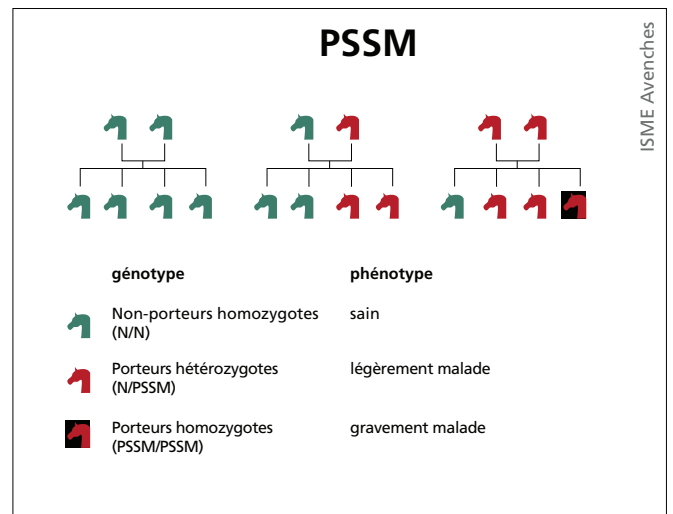 PSSM
ISME Avenches
génotype phénotype
Non-porteurs homozygotes sain
(N/N)
Porteurs hétérozygotes légèrement malade
(N/PSSM)
Porteurs homozygotes gravement malade
(PSSM/PSSM)